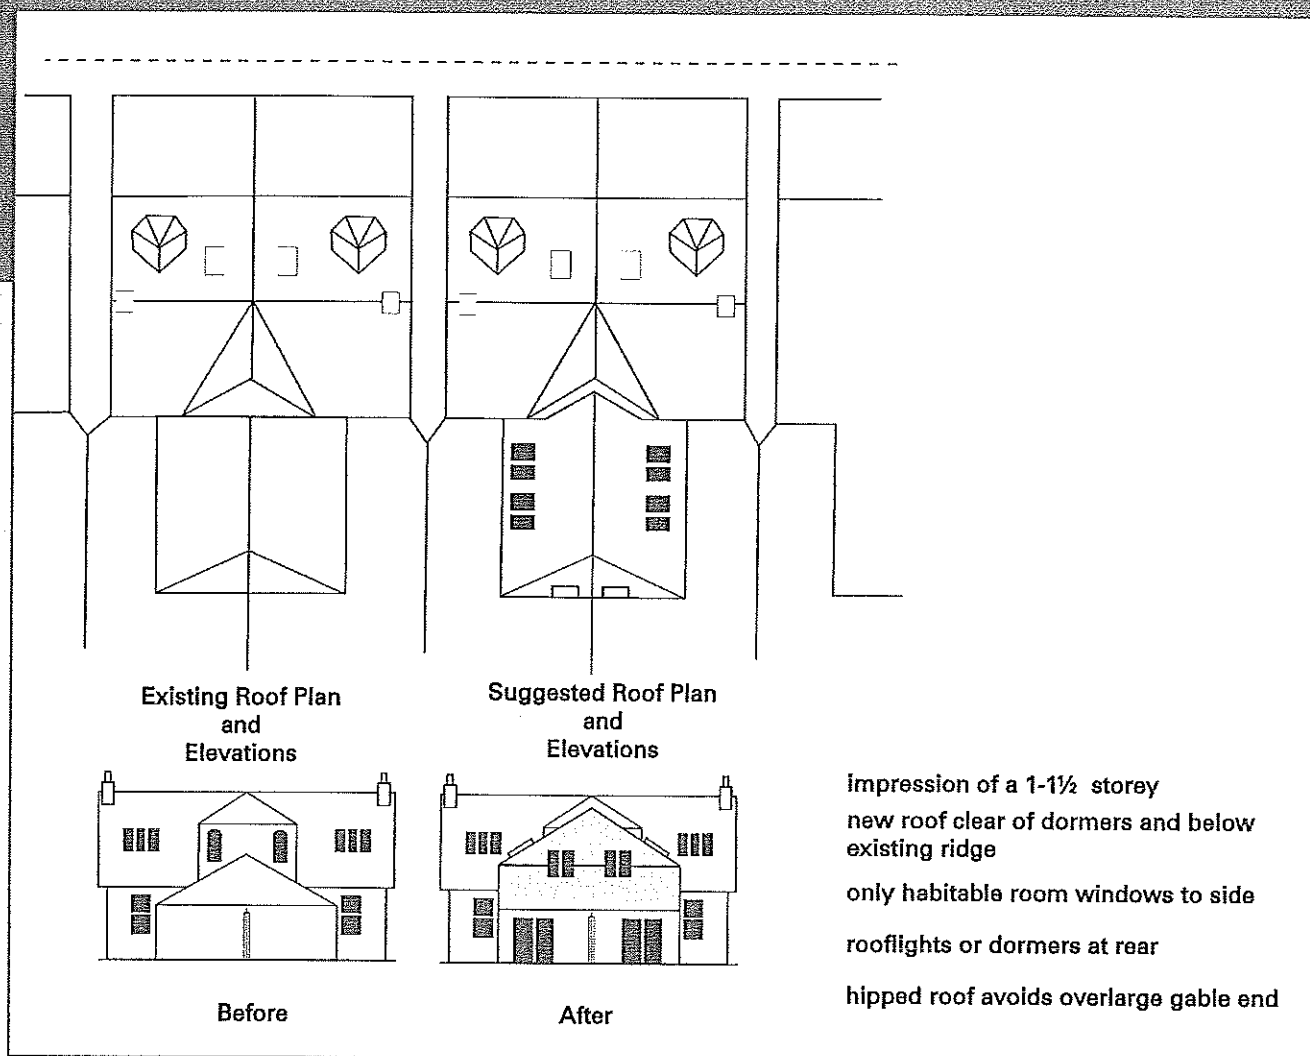 Existing Roof Plan
and
Elevations
Suggested Roof Plan
and
Elevations
Before
After
impression of a 1-1½ storey
new roof clear of dormers and below
existing ridge
only habitable room windows to side
rooflights or dormers at rear
hipped roof avoids overlarge gable end